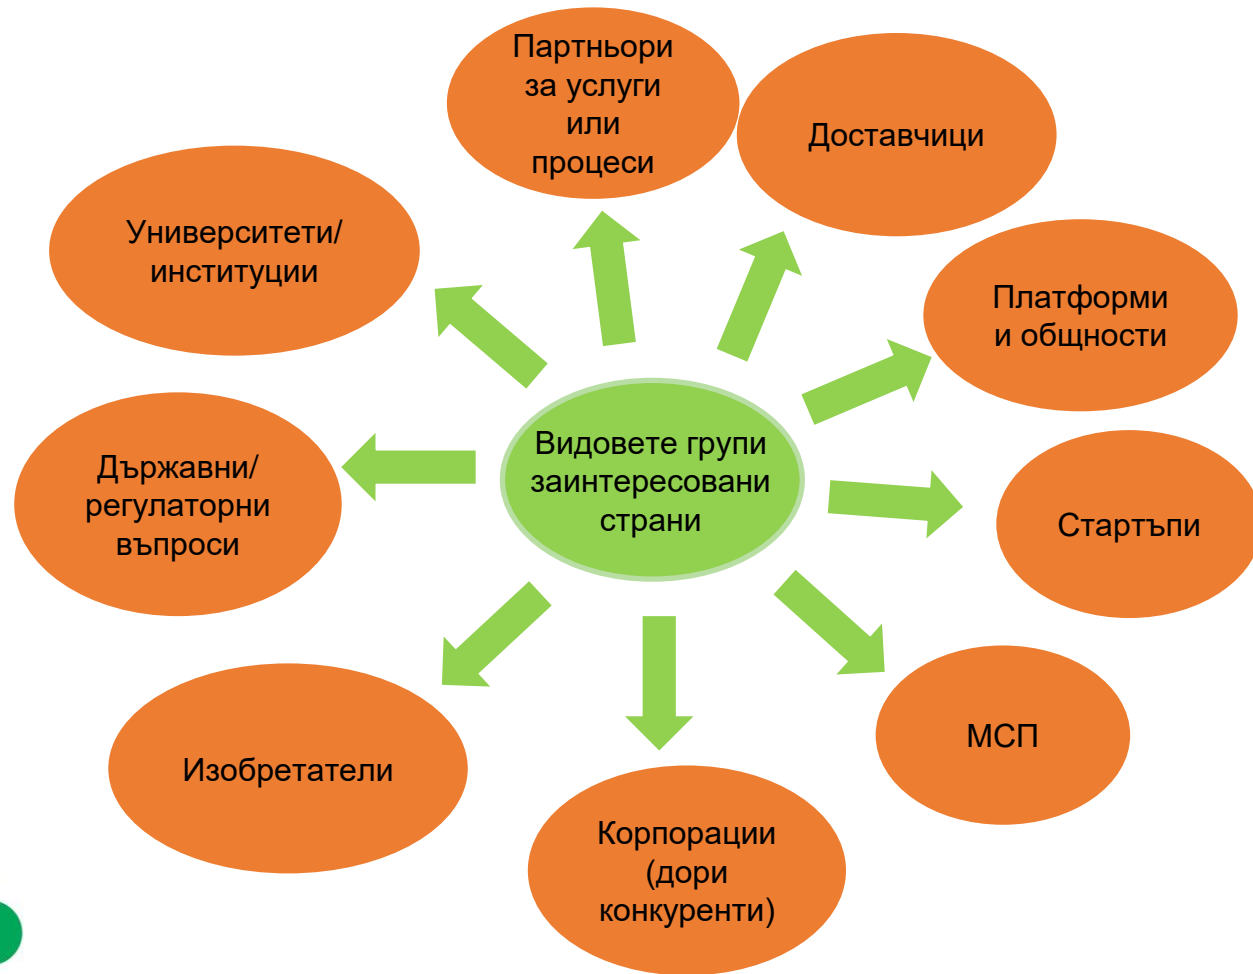 Партньори
за услуги
или
процеси
Доставчици
Университети/
институции
Платформи
и общности
Видовете групи
заинтересовани
страни
Държавни/
регулаторни
въпроси
Стартъпи
МСП
Изобретатели
Корпорации
(дори
конкуренти)